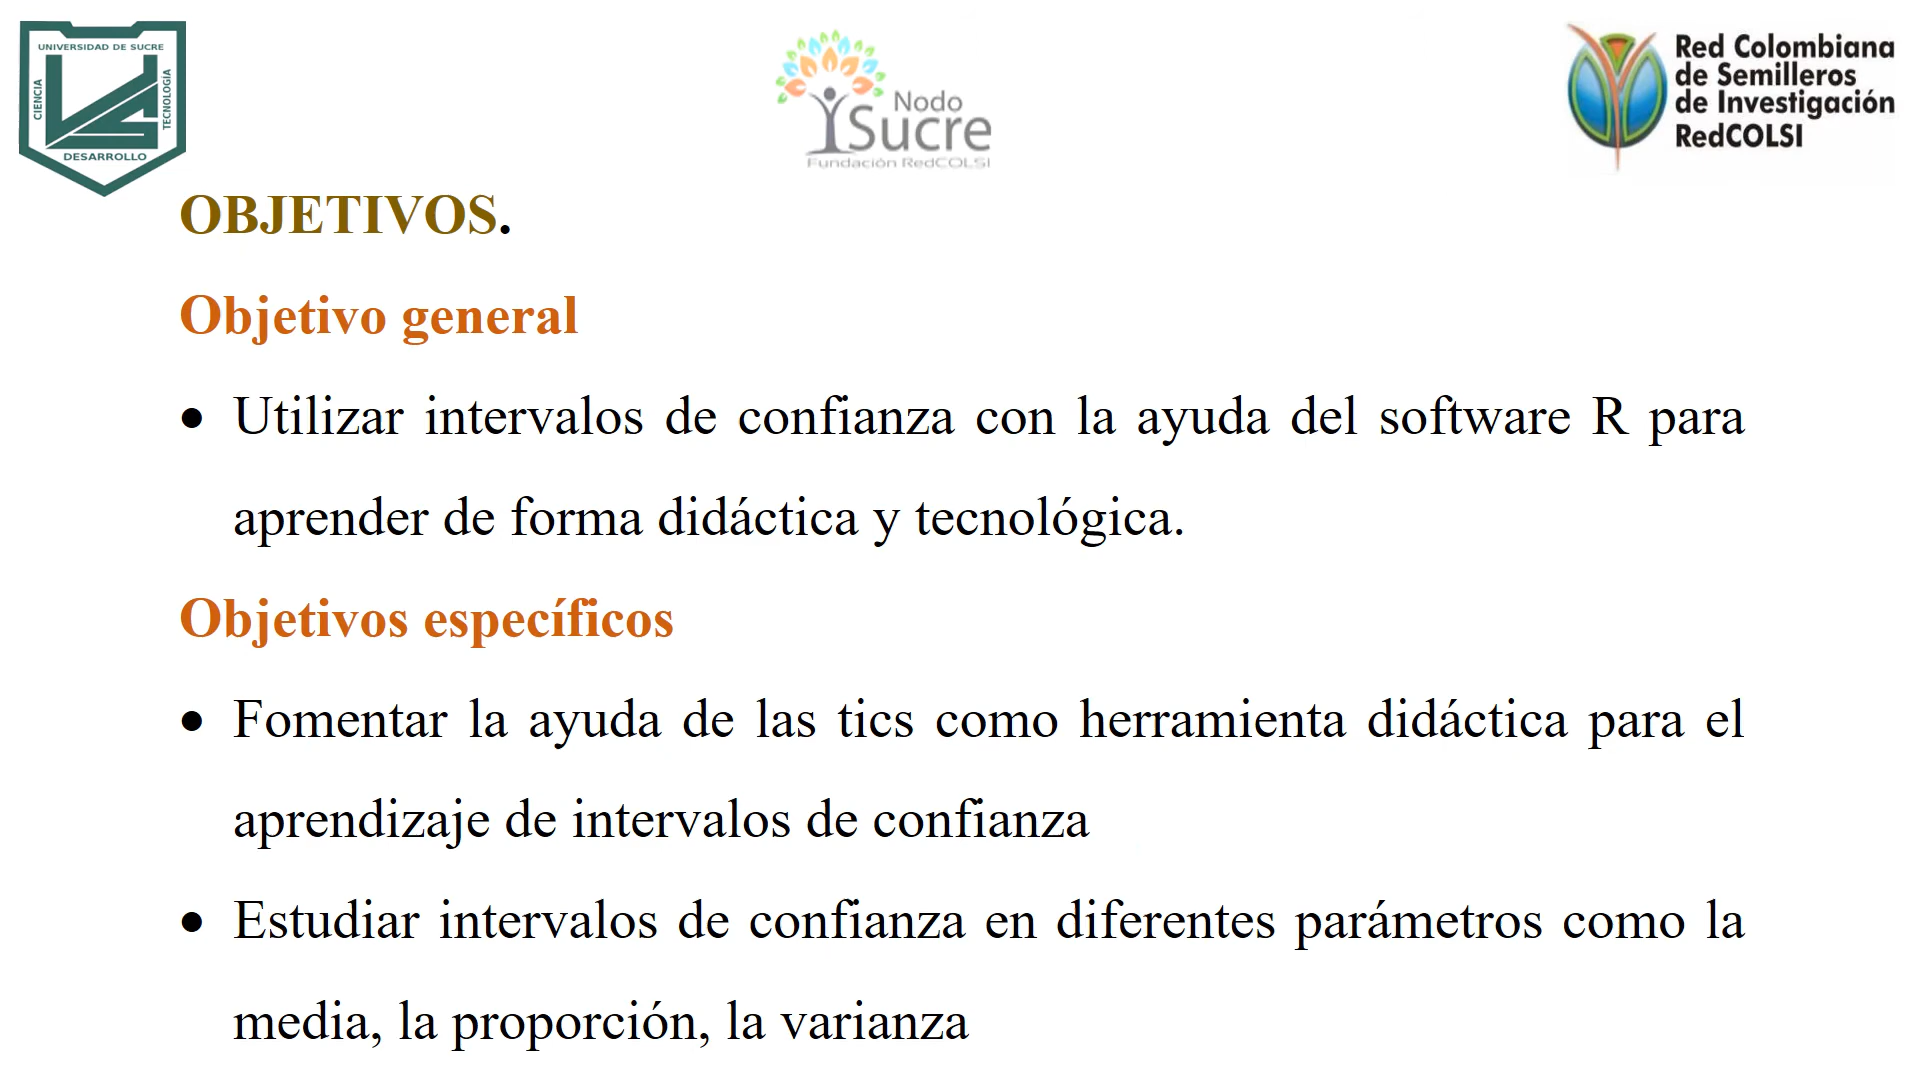 UNIVERSIDAD DE SUCRE
CIENCIA
TECNOLOGÍA
DESARROLLO
Nodo
Sucre
Fundación RedCOLSI
Red Colombiana
de Semilleros
de Investigación
RedCOLSI
OBJETIVOS.
Objetivo general
• Utilizar intervalos de confianza con la ayuda del software R para
aprender de forma didáctica y tecnológica.
Objetivos específicos
• Fomentar la ayuda de las tics como herramienta didáctica para el
aprendizaje de intervalos de confianza
• Estudiar intervalos de confianza en diferentes parámetros como la
media, la proporción, la varianza